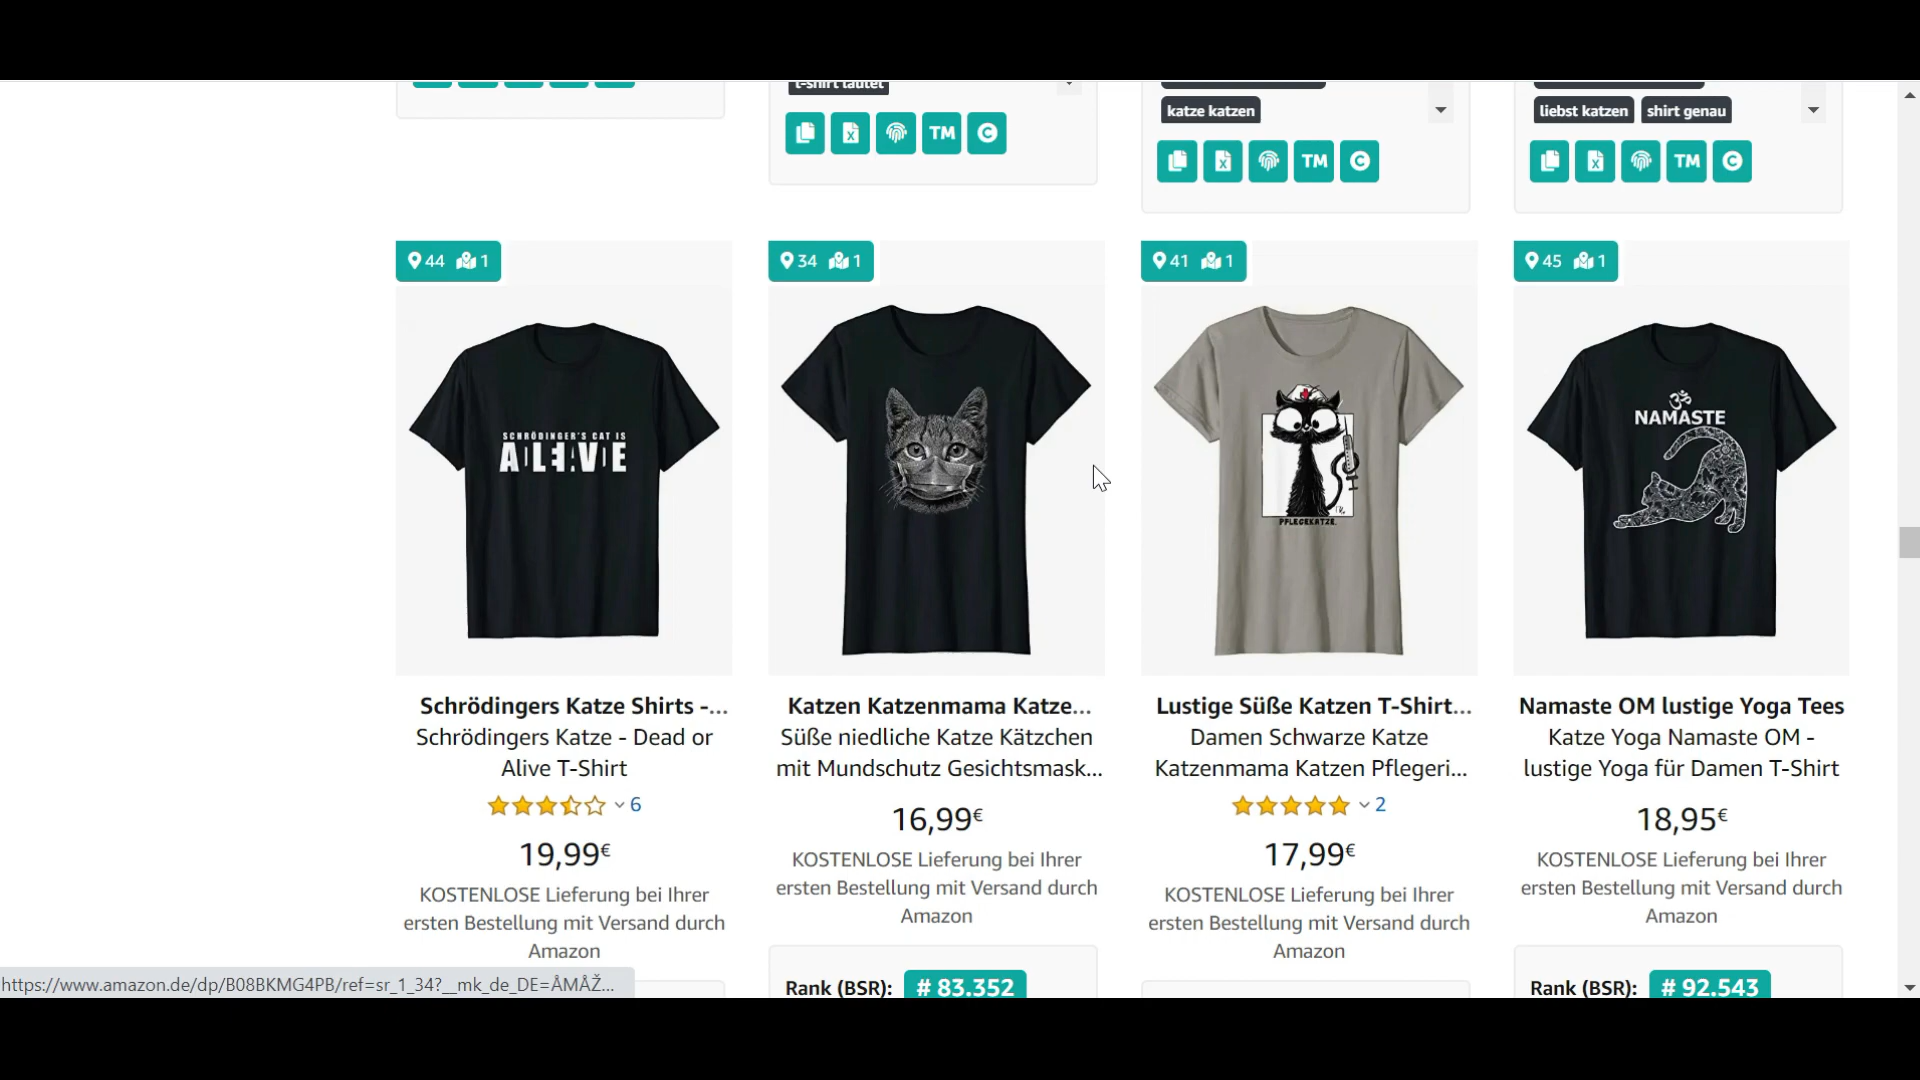 t-shirt lautet
katze katzen
liebst katzen shirt genau
TM
TM
TM
44 1
34 1
41 1
45 1
SCHRÖDINGER'S CAT IS
NAMASTE
PFLEGEKATZE.
Schrödingers Katze Shirts -...
Schrödingers Katze - Dead or
Alive T-Shirt
6
19,99€
KOSTENLOSE Lieferung bei Ihrer
ersten Bestellung mit Versand durch
Amazon
Katzen Katzenmama Katze...
Süße niedliche Katze Kätzchen
mit Mundschutz Gesichtsmask...
16,99€
KOSTENLOSE Lieferung bei Ihrer
ersten Bestellung mit Versand durch
Amazon
Rank (BSR): # 83.352
Lustige Süße Katzen T-Shirt...
Damen Schwarze Katze
Katzenmama Katzen Pflegeri...
2
17,99€
KOSTENLOSE Lieferung bei Ihrer
ersten Bestellung mit Versand durch
Amazon
Namaste OM lustige Yoga Tees
Katze Yoga Namaste OM -
lustige Yoga für Damen T-Shirt
18,95€
KOSTENLOSE Lieferung bei Ihrer
ersten Bestellung mit Versand durch
Amazon
Rank (BSR): # 92.543
https://www.amazon.de/dp/B08BKMG4PB/ref=sr_1_34?__mk_de_DE=ÅMÅŽ...